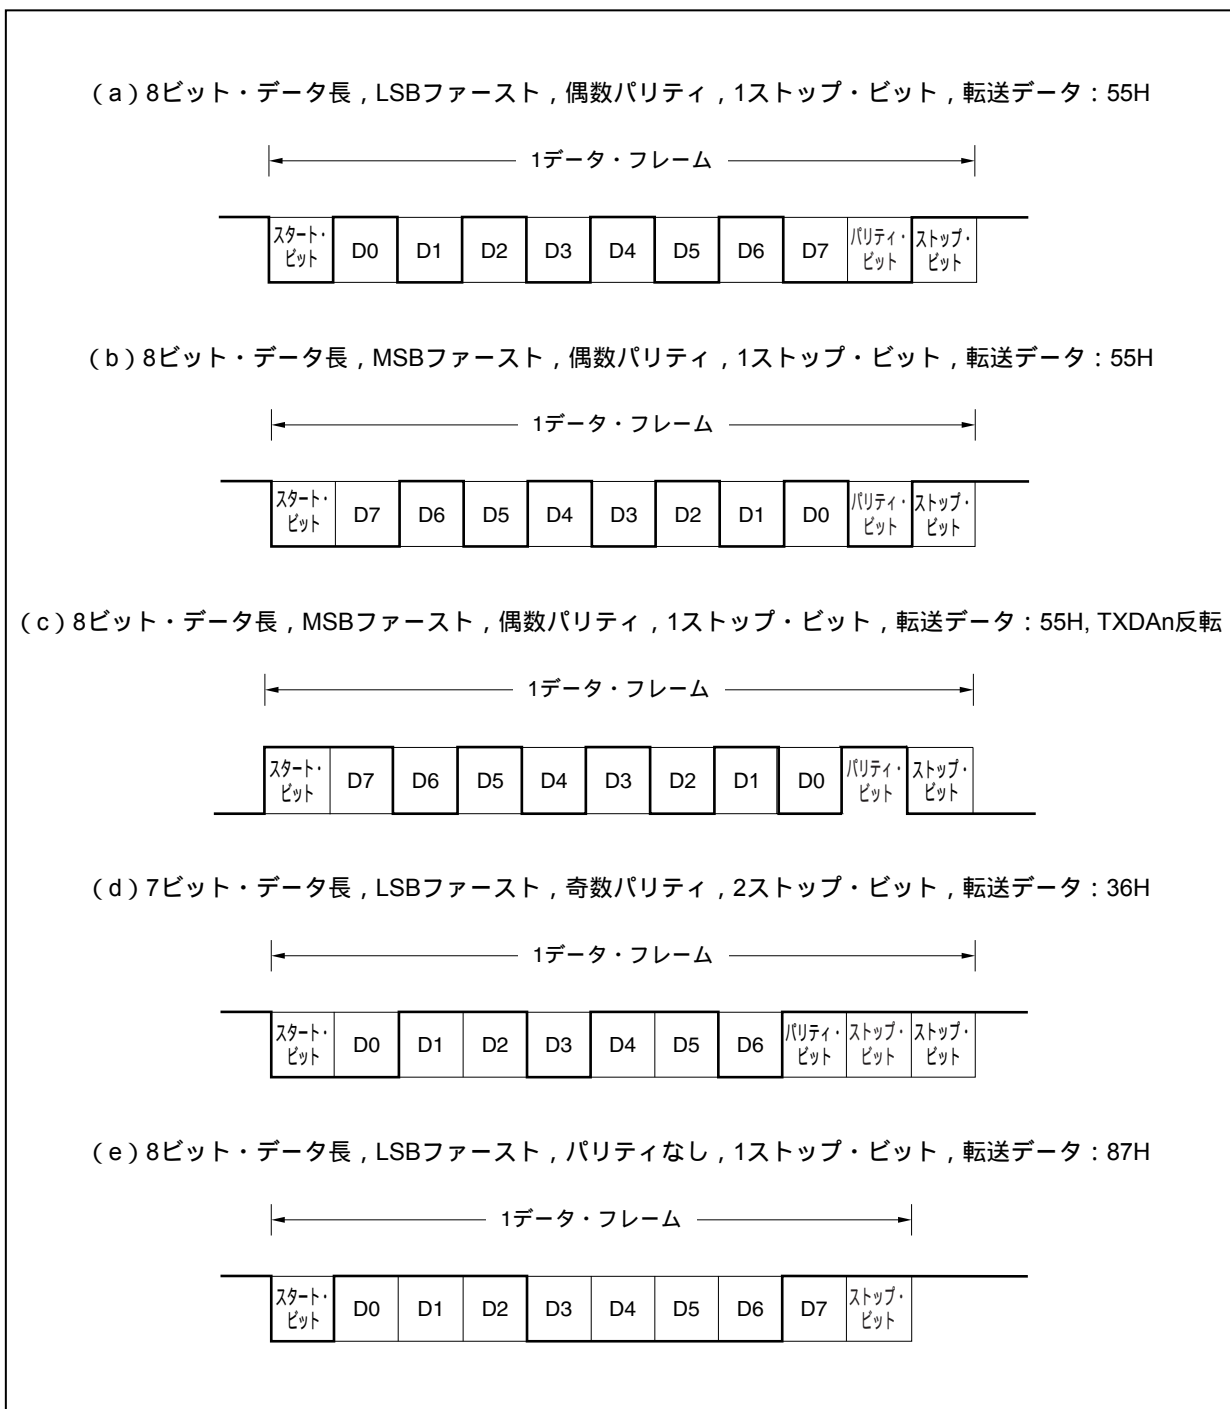 （a）8ビット・データ長，LSBファースト，偶数パリティ，1ストップ・ビット，転送データ：55H
1データ・フレーム
スタート・ビット D0 D1 D2 D3 D4 D5 D6 D7 パリティ・ビット ストップ・ビット
（b）8ビット・データ長，MSBファースト，偶数パリティ，1ストップ・ビット，転送データ：55H
1データ・フレーム
スタート・ビット D7 D6 D5 D4 D3 D2 D1 D0 パリティ・ビット ストップ・ビット
（c）8ビット・データ長，MSBファースト，偶数パリティ，1ストップ・ビット，転送データ：55H, TXDAn反転
1データ・フレーム
スタート・ビット D7 D6 D5 D4 D3 D2 D1 D0 パリティ・ビット ストップ・ビット
（d）7ビット・データ長，LSBファースト，奇数パリティ，2ストップ・ビット，転送データ：36H
1データ・フレーム
スタート・ビット D0 D1 D2 D3 D4 D5 D6 パリティ・ビット ストップ・ビット ストップ・ビット
（e）8ビット・データ長，LSBファースト，パリティなし，1ストップ・ビット，転送データ：87H
1データ・フレーム
スタート・ビット D0 D1 D2 D3 D4 D5 D6 D7 ストップ・ビット